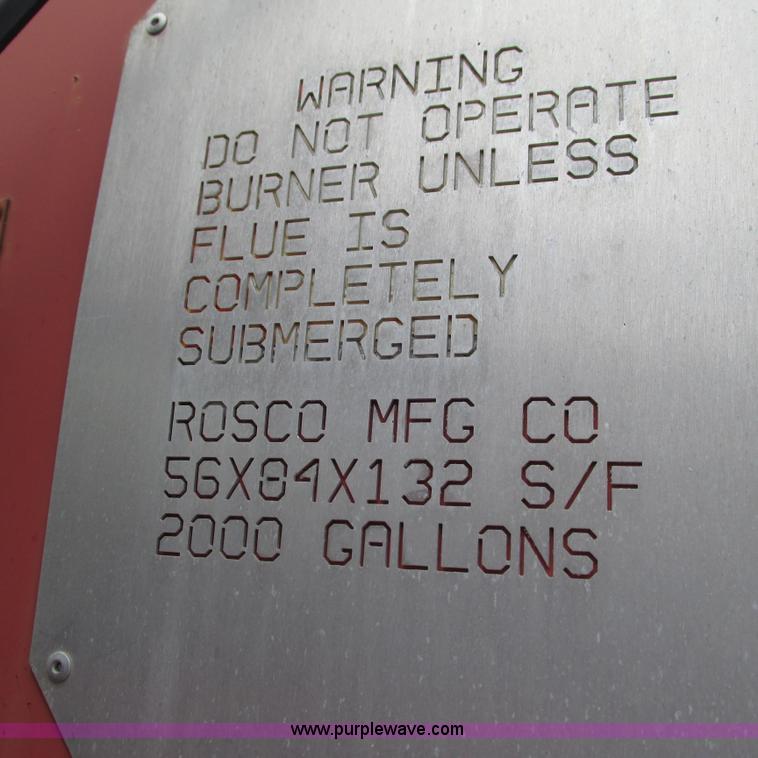 WARNING
DO NOT OPERATE
BURNER UNLESS
FLUE IS
COMPLETELY
SUBMERGED
ROSCO MFG CO
56X84X132 S/F
2000 GALLONS
www.purplewave.com